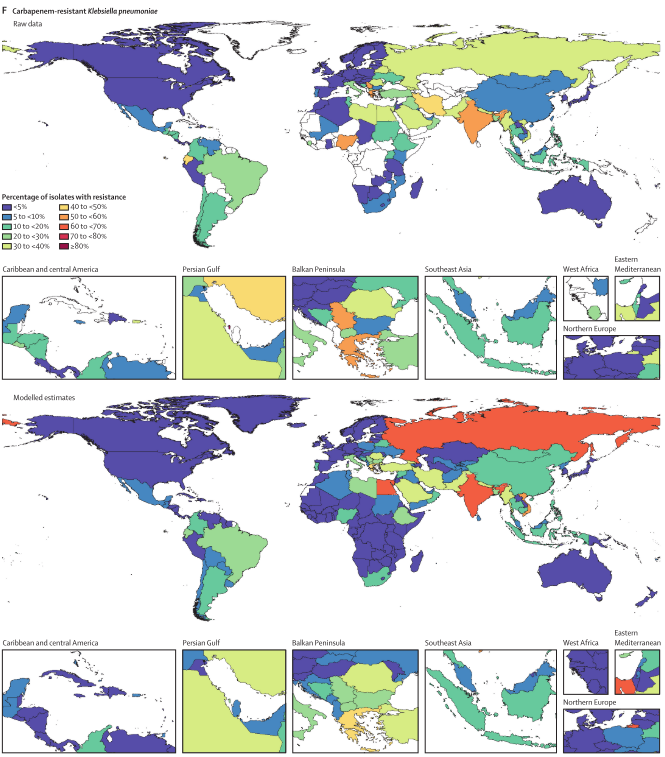 F Carbapenem-resistant Klebsiella pneumoniae
Raw data
Percentage of isolates with resistance
<5%
5 to <10%
10 to <20%
20 to <30%
30 to <40%
40 to <50%
50 to <60%
60 to <70%
70 to <80%
≥80%
Caribbean and central America
Persian Gulf
Balkan Peninsula
Southeast Asia
West Africa
Eastern
Mediterranean
Northern Europe
Modelled estimates
Caribbean and central America
Persian Gulf
Balkan Peninsula
Southeast Asia
West Africa
Eastern
Mediterranean
Northern Europe